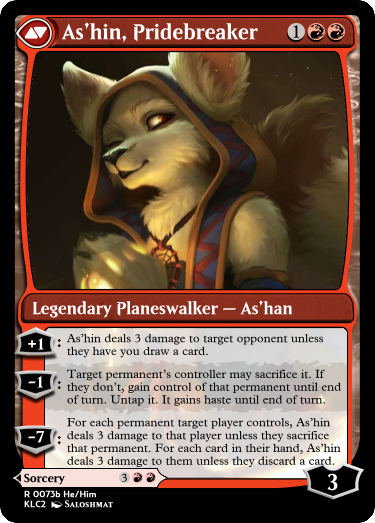 As'hin, Pridebreaker 1
Legendary Planeswalker — As'han
+1: As'hin deals 3 damage to target opponent unless
they have you draw a card.
-1: Target permanent's controller may sacrifice it. If
they don't, gain control of that permanent until end
of turn. Untap it. It gains haste until end of turn.
-7: For each permanent target player controls, As'hin
deals 3 damage to that player unless they sacrifice
that permanent. For each card in their hand, As'hin
deals 3 damage to them unless they discard a card.
Sorcery 3
3
R 0073b He/Him
KLC2 SALOSHMAT